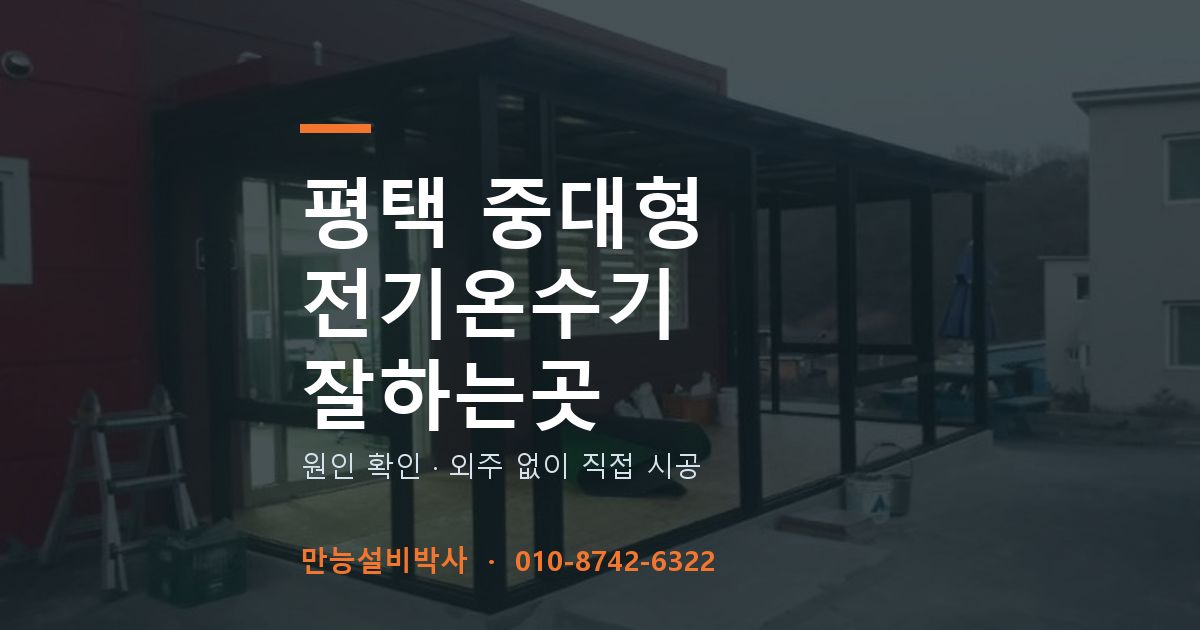 평택 중대형
전기온수기
잘하는곳
원인 확인 · 외주 없이 직접 시공
만능설비박사 · 010-8742-6322